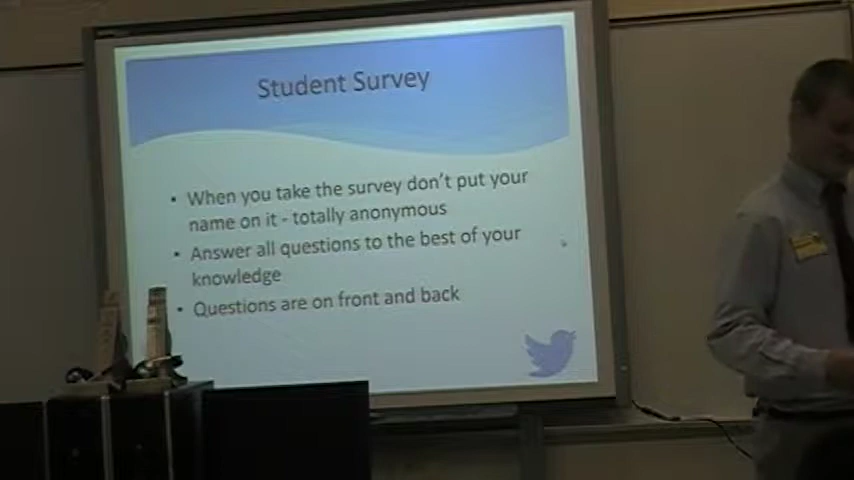 Student Survey
• When you take the survey don't put your
name on it - totally anonymous
• Answer all questions to the best of your
knowledge
• Questions are on front and back